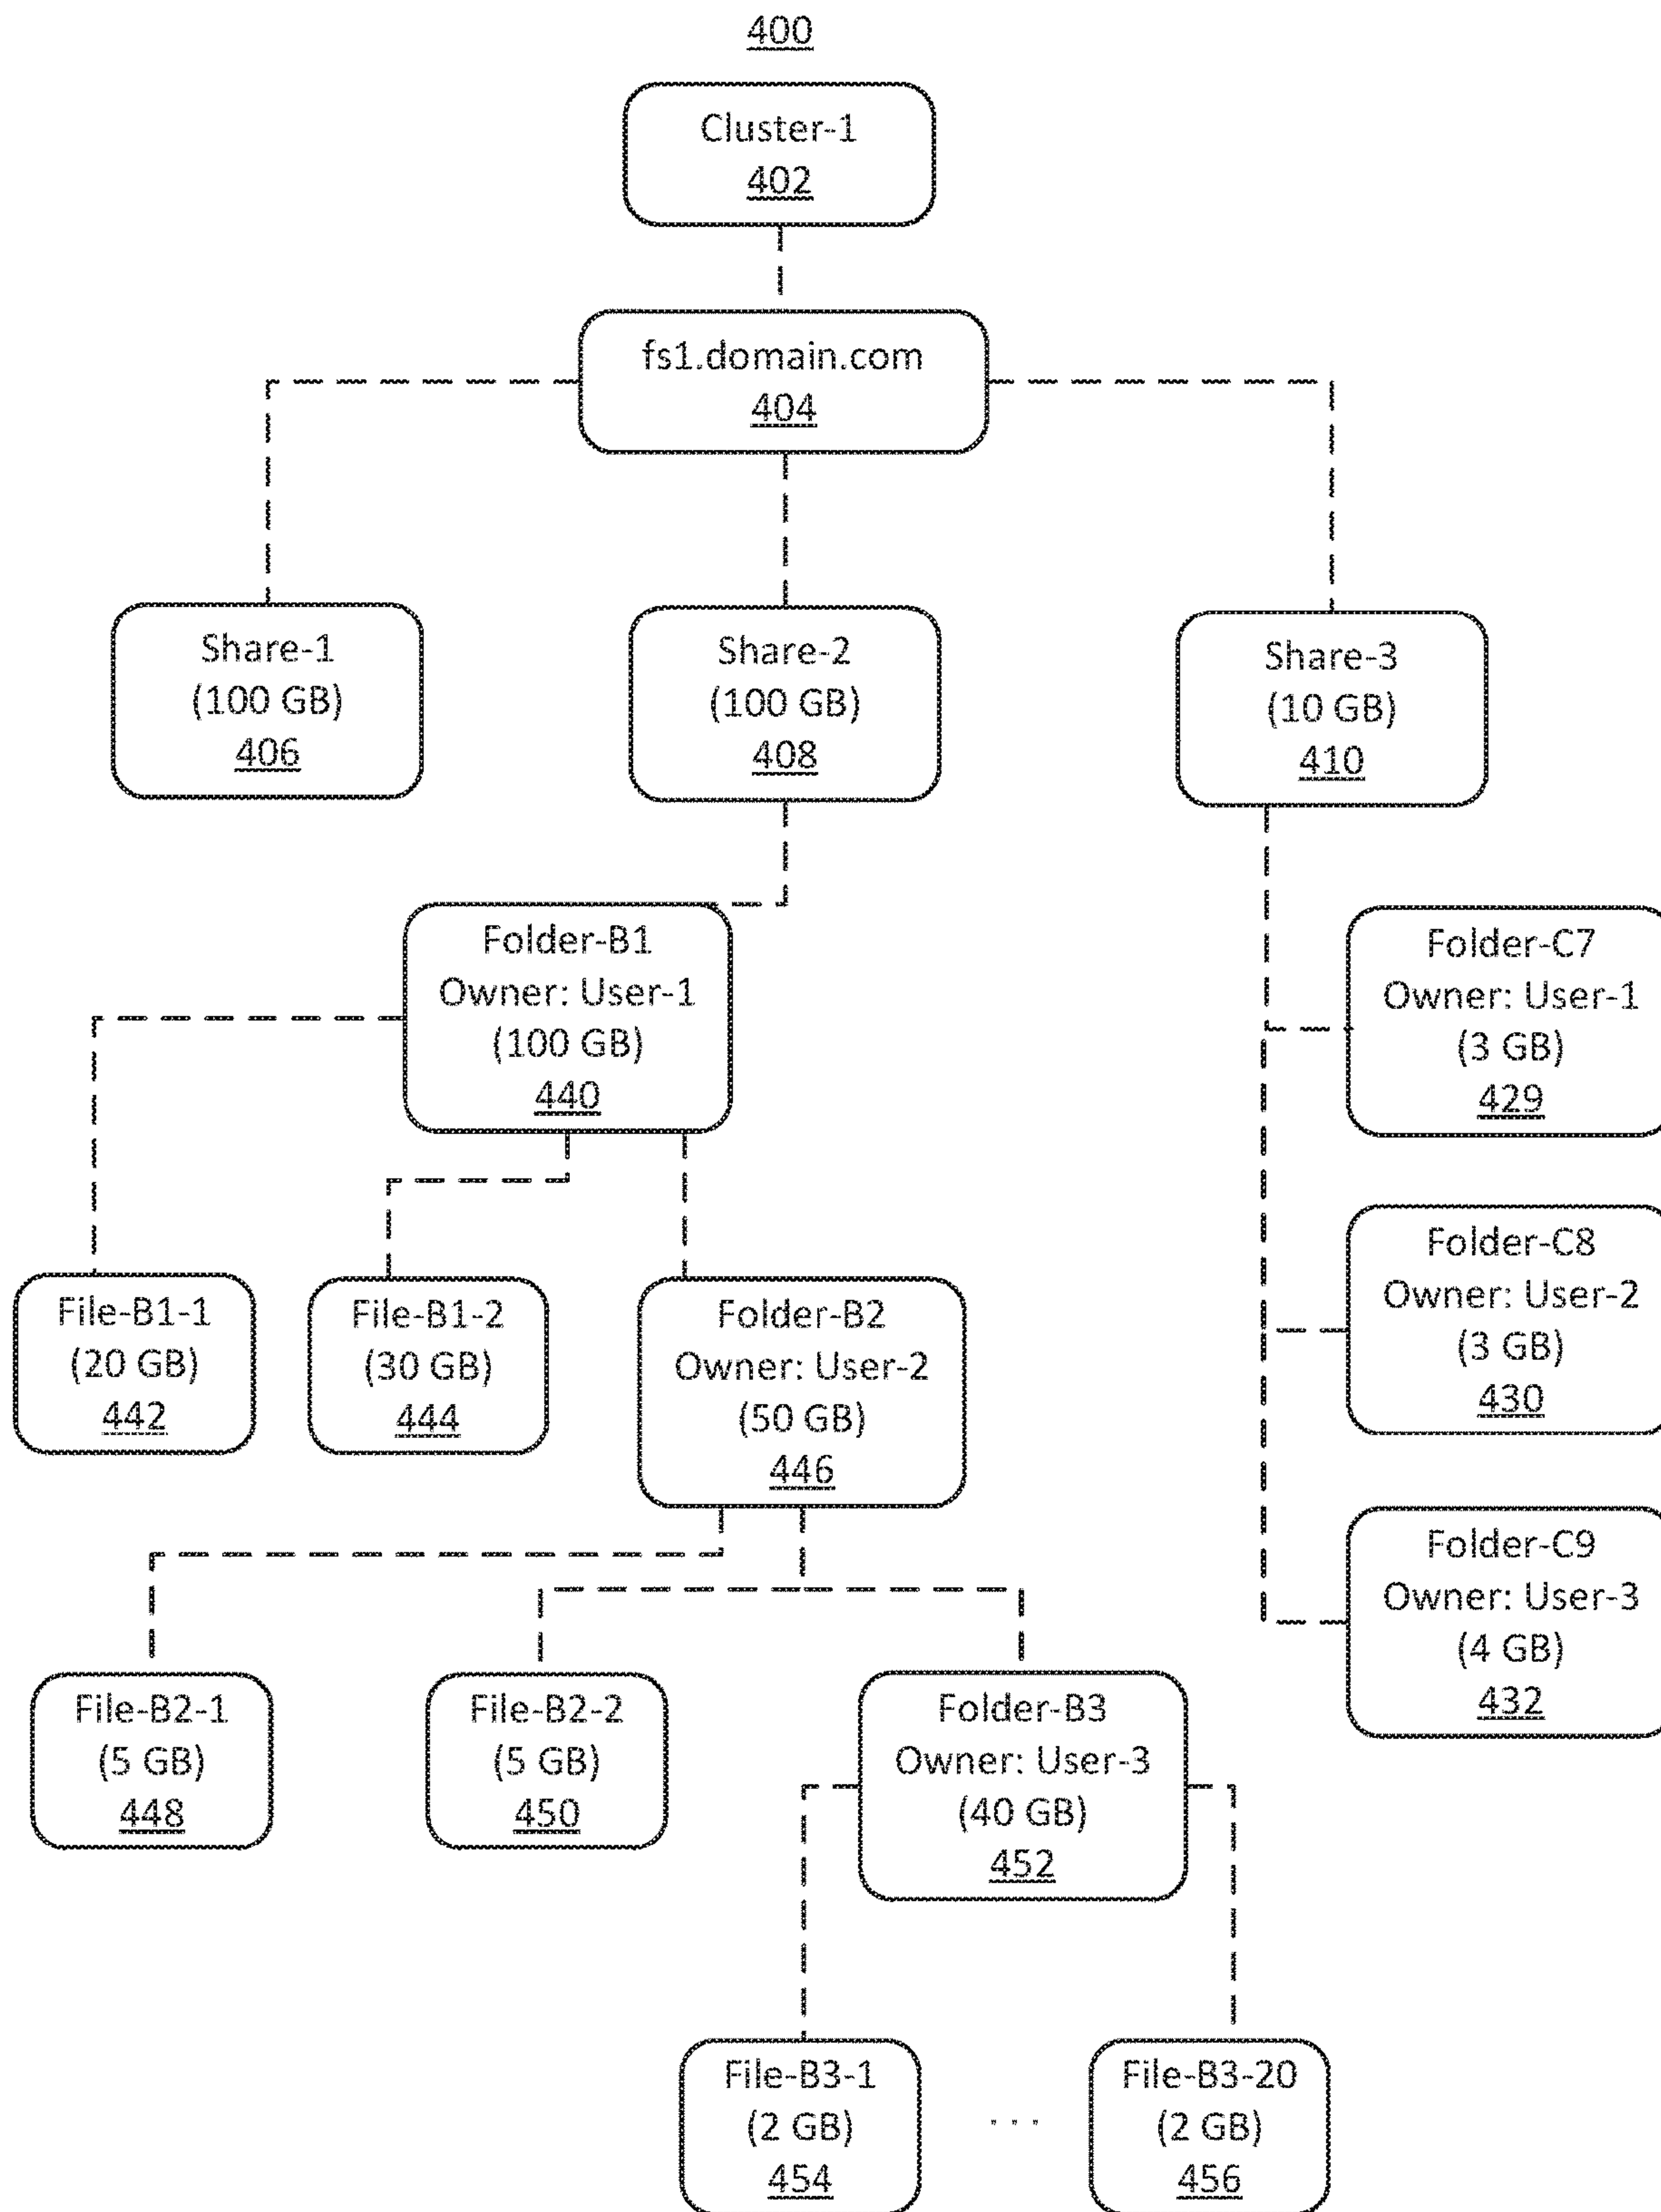 400
Cluster-1
402
fs1.domain.com
404
Share-1
(100 GB)
406
Share-2
(100 GB)
408
Share-3
(10 GB)
410
Folder-B1
Owner: User-1
(100 GB)
440
Folder-C7
Owner: User-1
(3 GB)
429
File-B1-1
(20 GB)
442
File-B1-2
(30 GB)
444
Folder-B2
Owner: User-2
(50 GB)
446
Folder-C8
Owner: User-2
(3 GB)
430
Folder-C9
Owner: User-3
(4 GB)
432
File-B2-1
(5 GB)
448
File-B2-2
(5 GB)
450
Folder-B3
Owner: User-3
(40 GB)
452
File-B3-1
(2 GB)
454
...
File-B3-20
(2 GB)
456